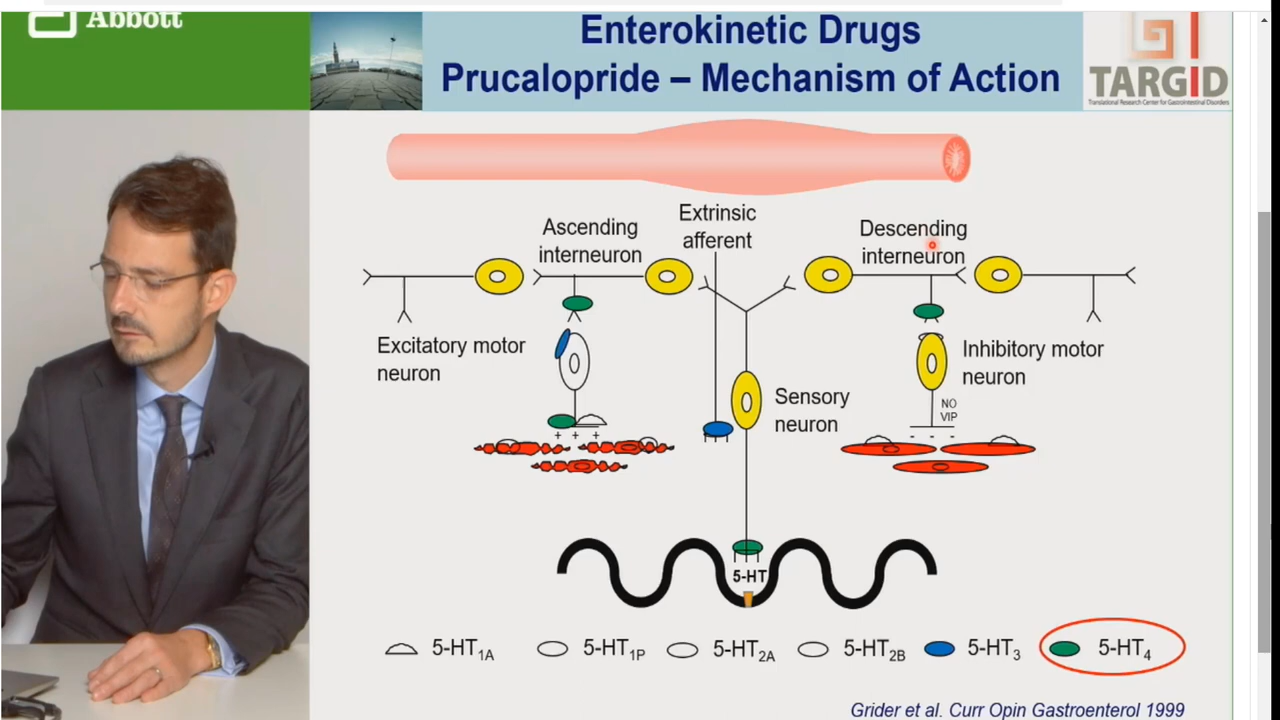 Abbott
Enterokinetic Drugs
Prucalopride – Mechanism of Action
TARGID
Translational Research Center for Gastrointestinal Disorders
Ascending
interneuron
Extrinsic
afferent
Descending
interneuron
Excitatory motor
neuron
Inhibitory motor
neuron
Sensory
neuron
NO
VIP
+ + +
- - -
5-HT
5-HT1A
5-HT1P
5-HT2A
5-HT2B
5-HT3
5-HT4
Grider et al. Curr Opin Gastroenterol 1999